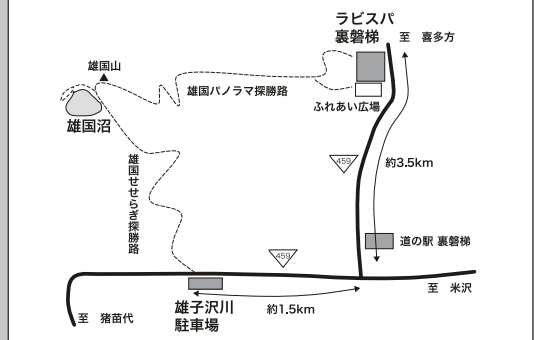 ラビスパ
裏磐梯
至 喜多方
雄国山
雄国パノラマ探勝路
ふれあい広場
雄国沼
雄国せせらぎ探勝路
459
約3.5km
道の駅 裏磐梯
459
至 米沢
雄子沢川
駐車場
約1.5km
至 猪苗代